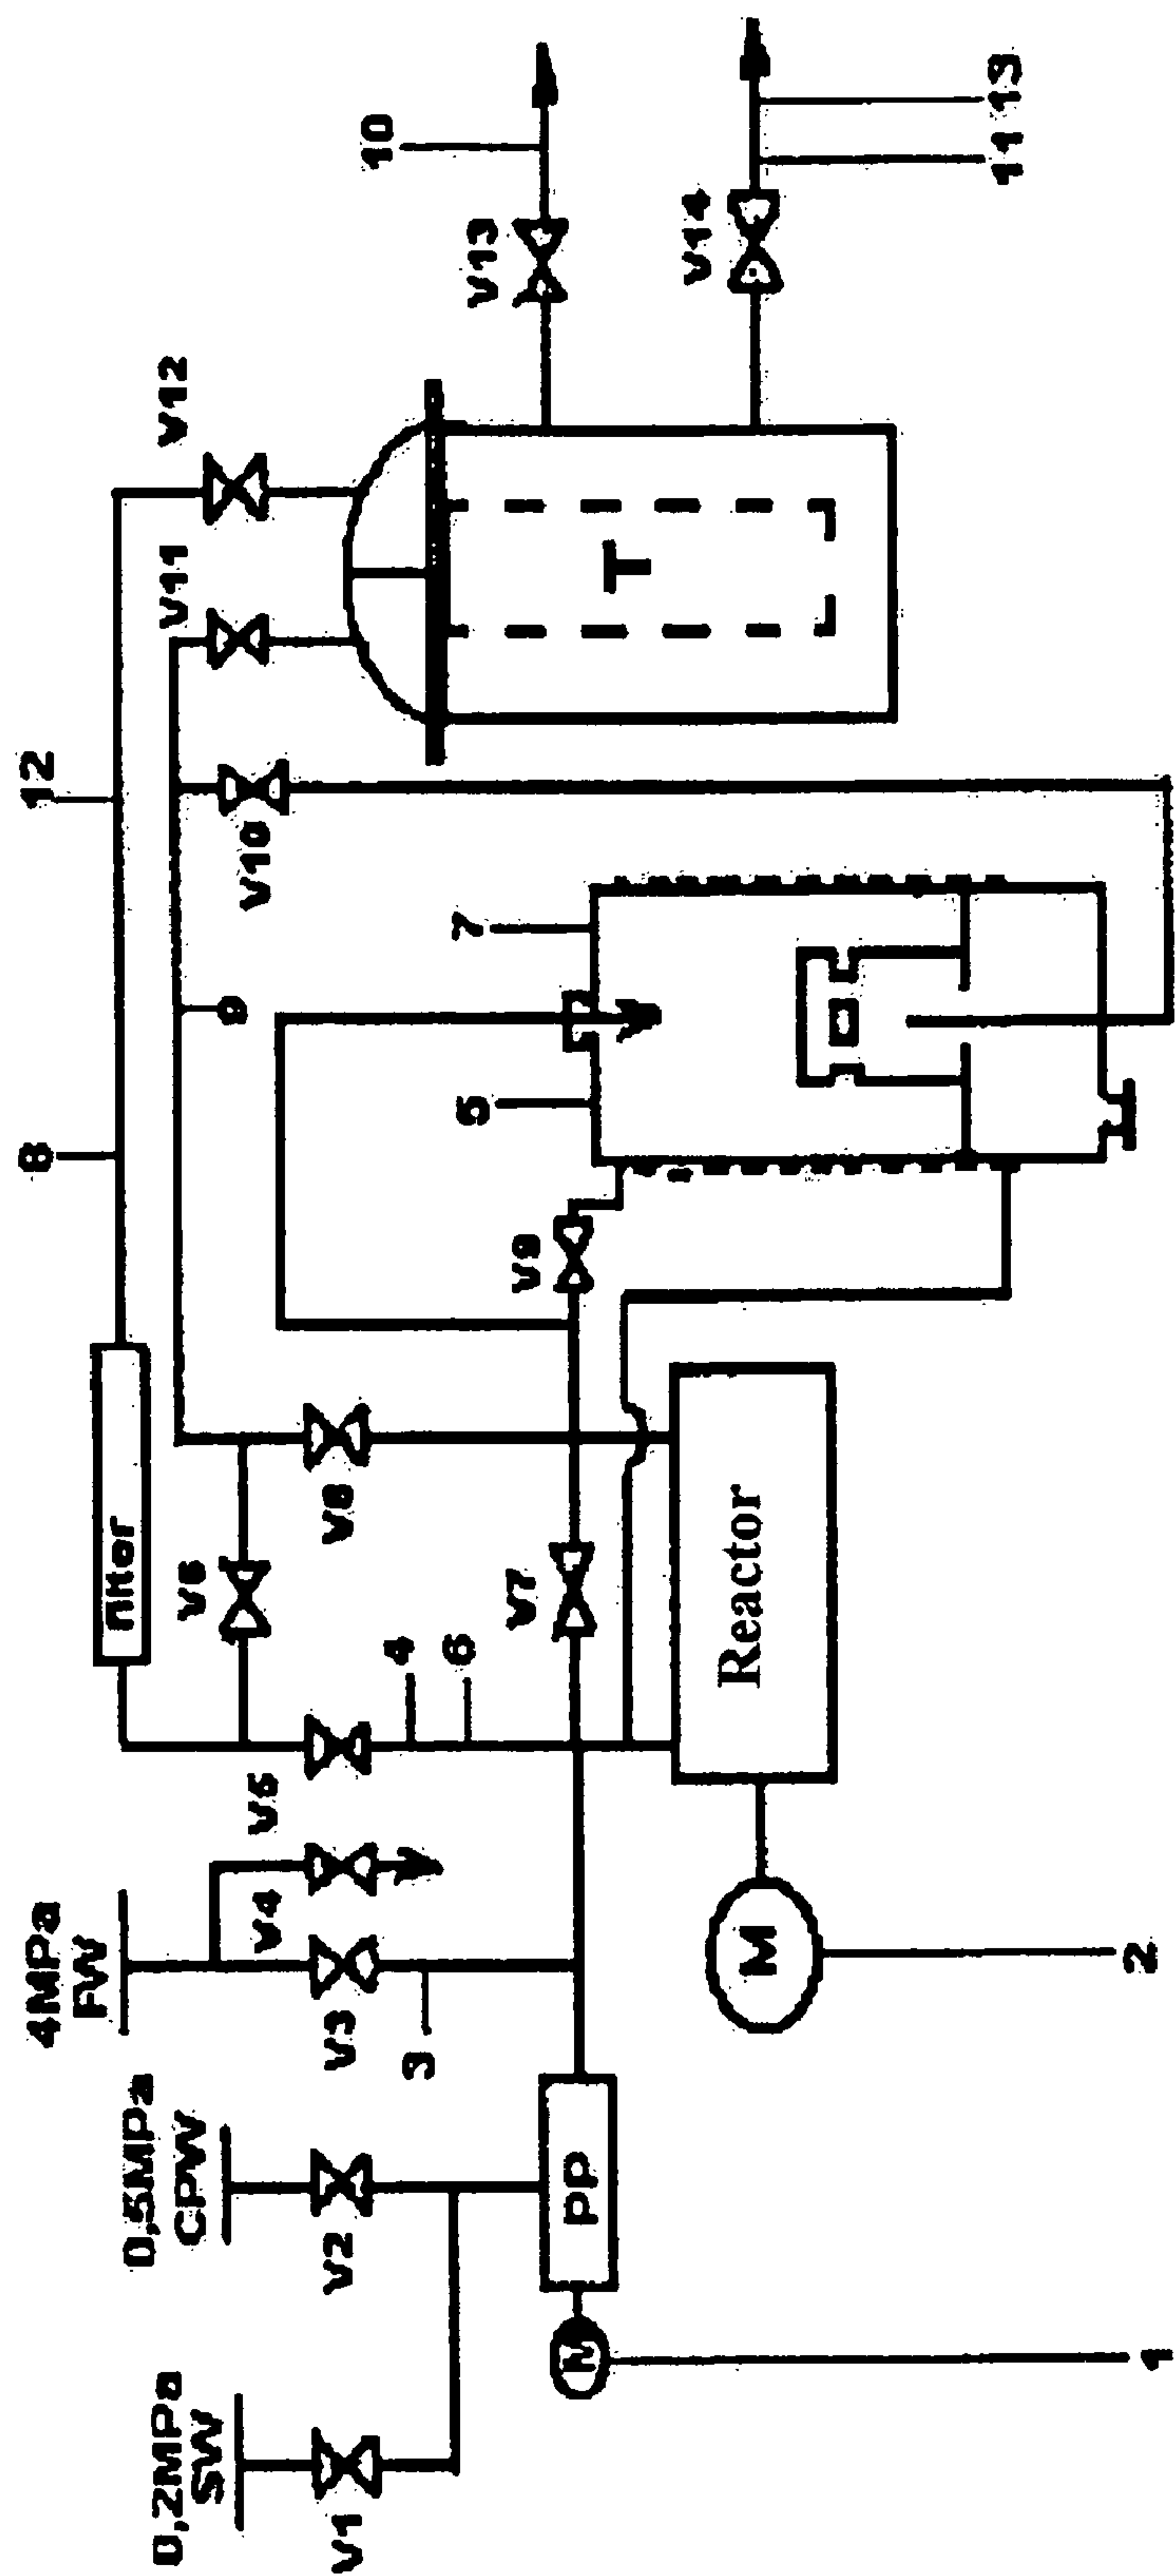 0,2MPa
SW
V1
0,5MPa
CPW
V2
4MPa
FW
V3
V4
3
V5
4
6
filter
V6
V8
V7
V9
8
12
9
V10
V11
V12
5
7
T
V13
V14
10
11
13
M
PP
M
Reactor
1
2